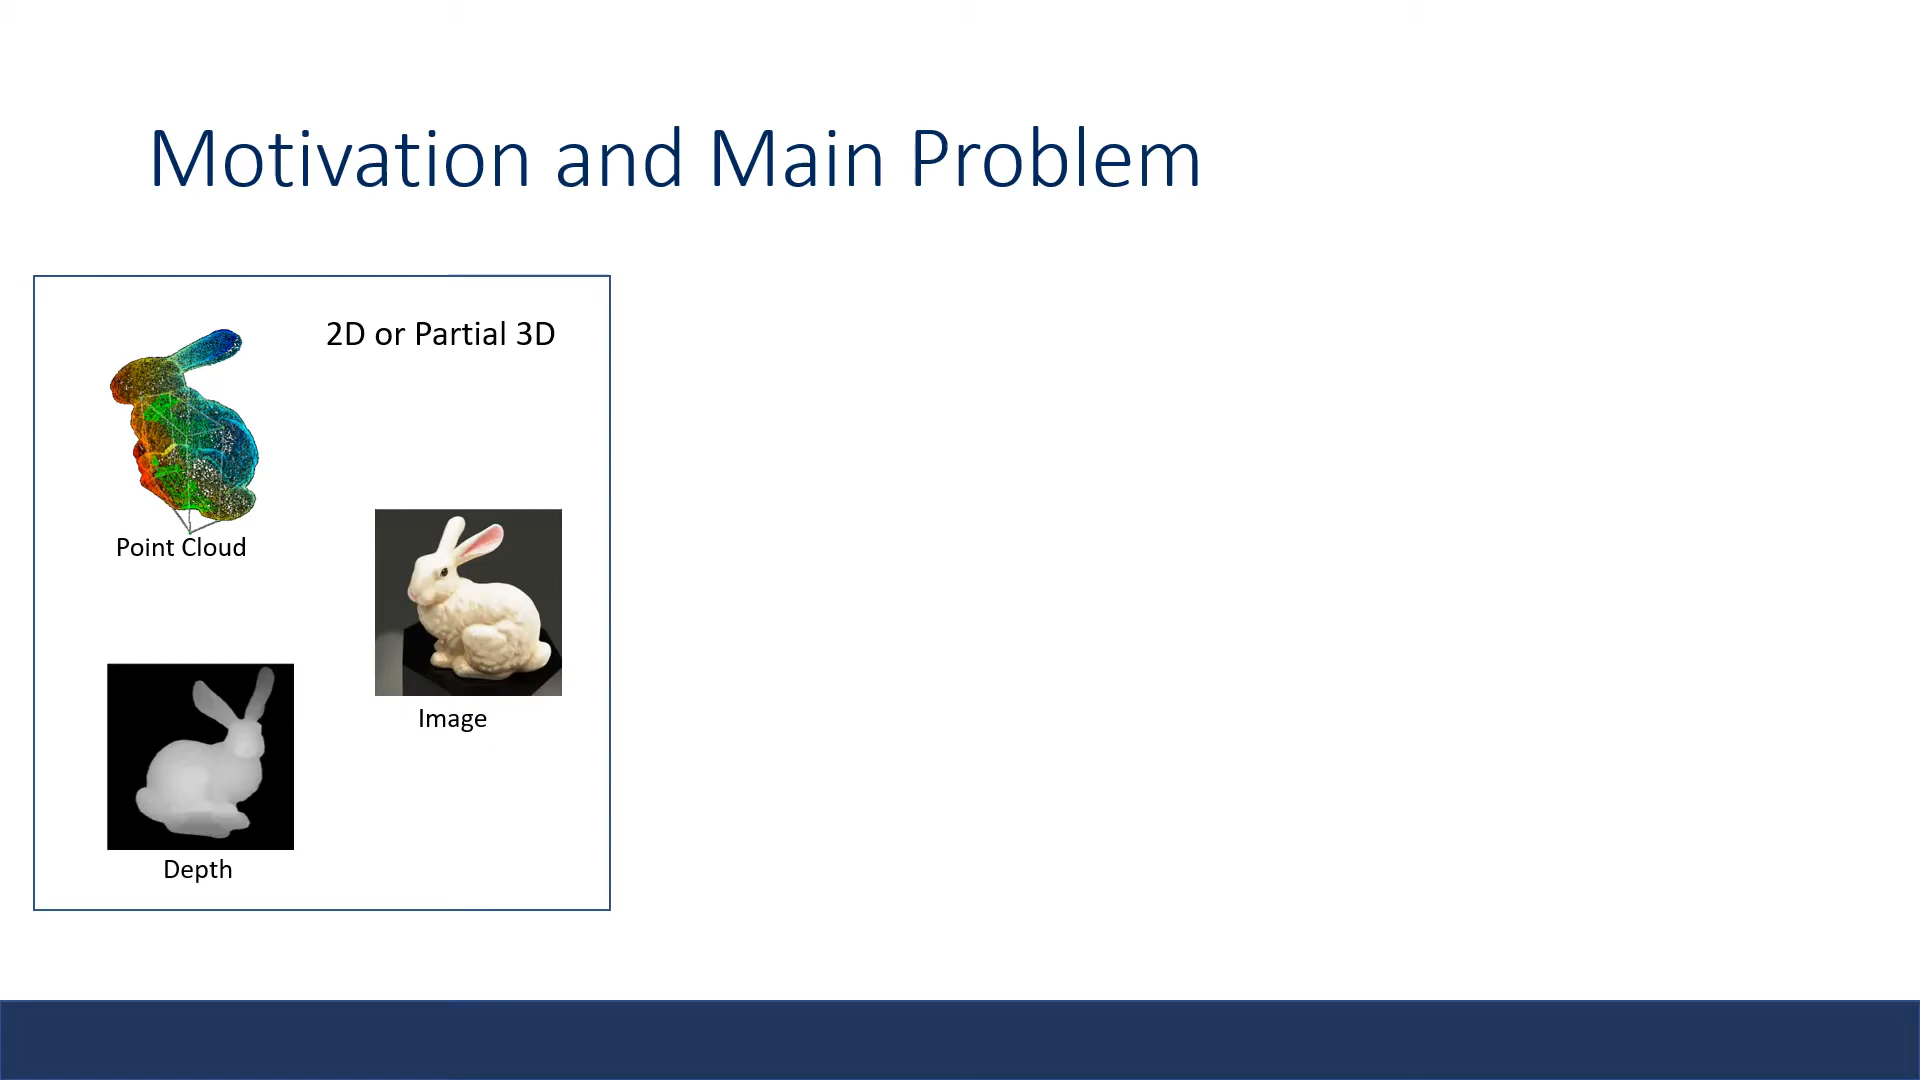 Motivation and Main Problem
2D or Partial 3D
Point Cloud
Image
Depth